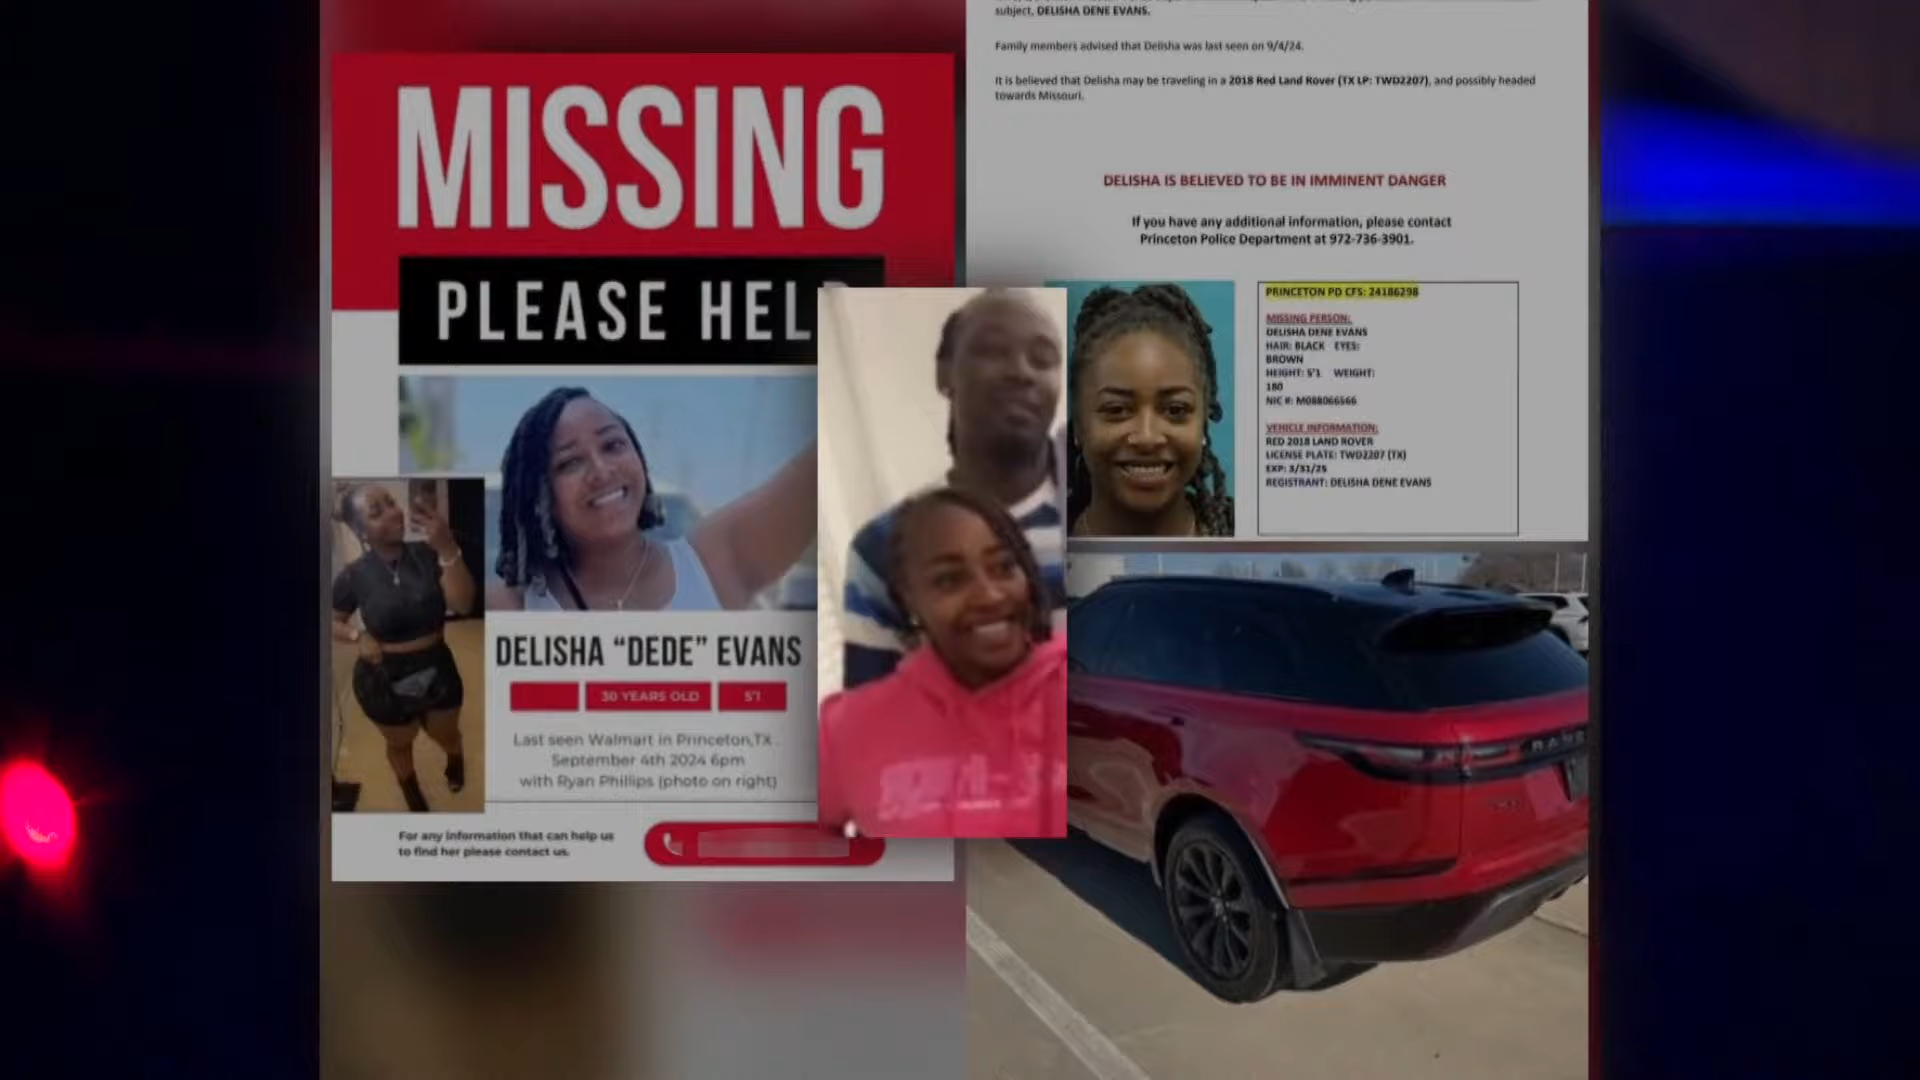 MISSING
PLEASE HEL
DELISHA “DEDE” EVANS
30 YEARS OLD
5'1
Last seen Walmart in Princeton,TX .
September 4th 2024 6pm
with Ryan Phillips (photo on right)
For any information that can help us
to find her please contact us.
subject, DELISHA DENE EVANS.
Family members advised that Delisha was last seen on 9/4/24.
It is believed that Delisha may be traveling in a 2018 Red Land Rover (TX LP: TWD2207), and possibly headed
towards Missouri.
DELISHA IS BELIEVED TO BE IN IMMINENT DANGER
If you have any additional information, please contact
Princeton Police Department at 972-736-3901.
PRINCETON PD CFS: 24186298
MISSING PERSON:
DELISHA DENE EVANS
HAIR: BLACK EYES:
BROWN
HEIGHT: 5'1 WEIGHT:
180
NIC #: M088066566
VEHICLE INFORMATION:
RED 2018 LAND ROVER
LICENSE PLATE: TWD2207 (TX)
EXP: 3/31/25
REGISTRANT: DELISHA DENE EVANS
RANG